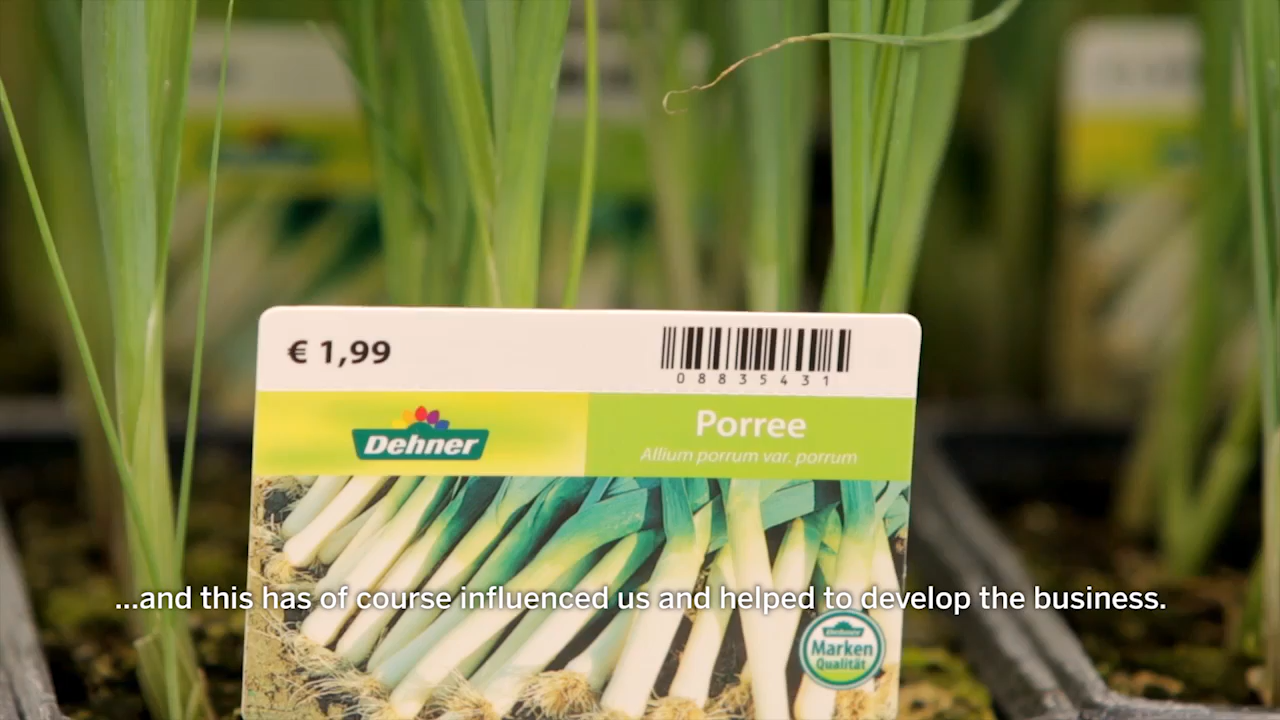 € 1,99
08835431
Dehner
Porree
Allium porrum var. porrum
...and this has of course influenced us and helped to develop the business.
Dehner
Marken
Qualität